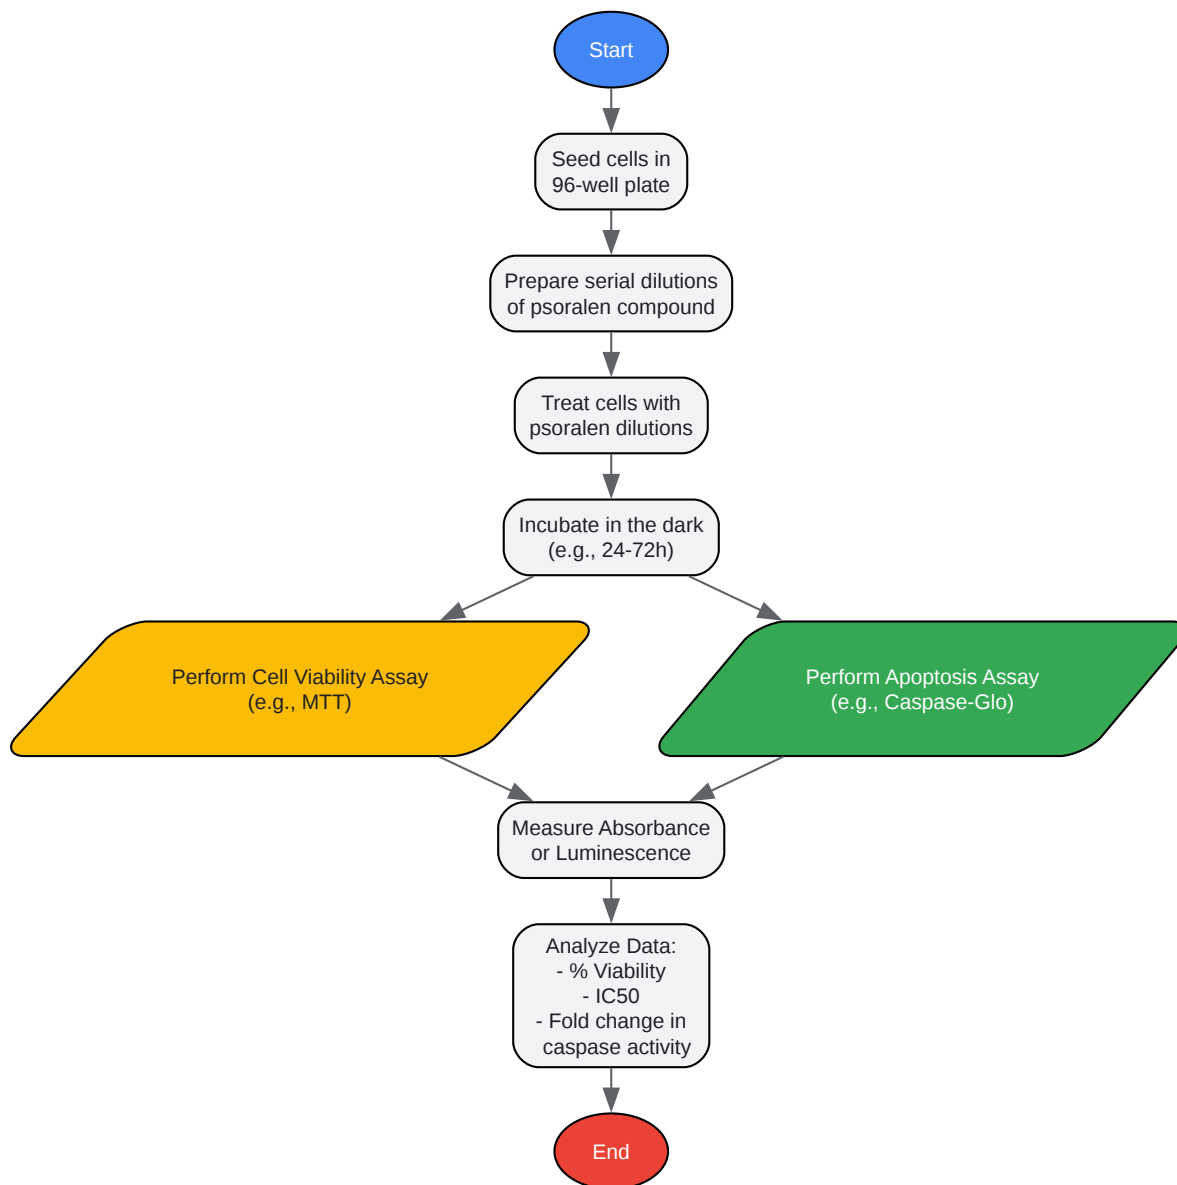 Start
Seed cells in
96-well plate
Prepare serial dilutions
of psoralen compound
Treat cells with
psoralen dilutions
Incubate in the dark
(e.g., 24-72h)
Perform Cell Viability Assay
(e.g., MTT)
Perform Apoptosis Assay
(e.g., Caspase-Glo)
Measure Absorbance
or Luminescence
Analyze Data:
- % Viability
- IC50
- Fold change in
caspase activity
End